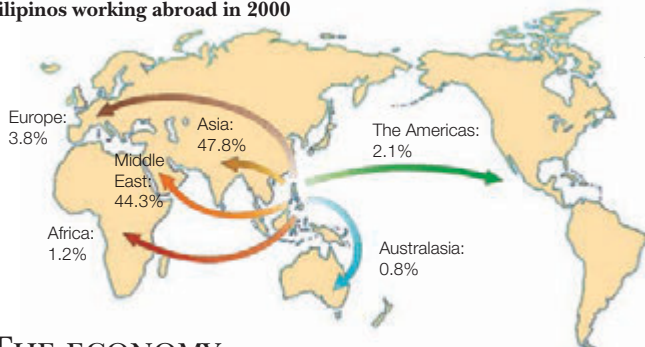 ilipinos working abroad in 2000
Europe:
3.8%
Asia:
47.8%
The Americas:
2.1%
Middle
East:
44.3%
Africa:
1.2%
Australasia:
0.8%
THE ECONOMY